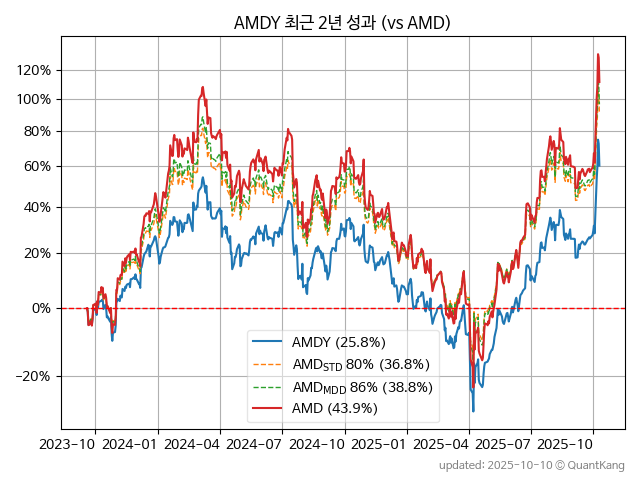 AMDY 최근 2년 성과 (vs AMD)
120%
100%
80%
60%
40%
20%
0%
−20%
AMDY (25.8%)
AMD_STD 80% (36.8%)
AMD_MDD 86% (38.8%)
AMD (43.9%)
2023-10 2024-01 2024-04 2024-07 2024-10 2025-01 2025-04 2025-07 2025-10
updated: 2025-10-10 © QuantKang